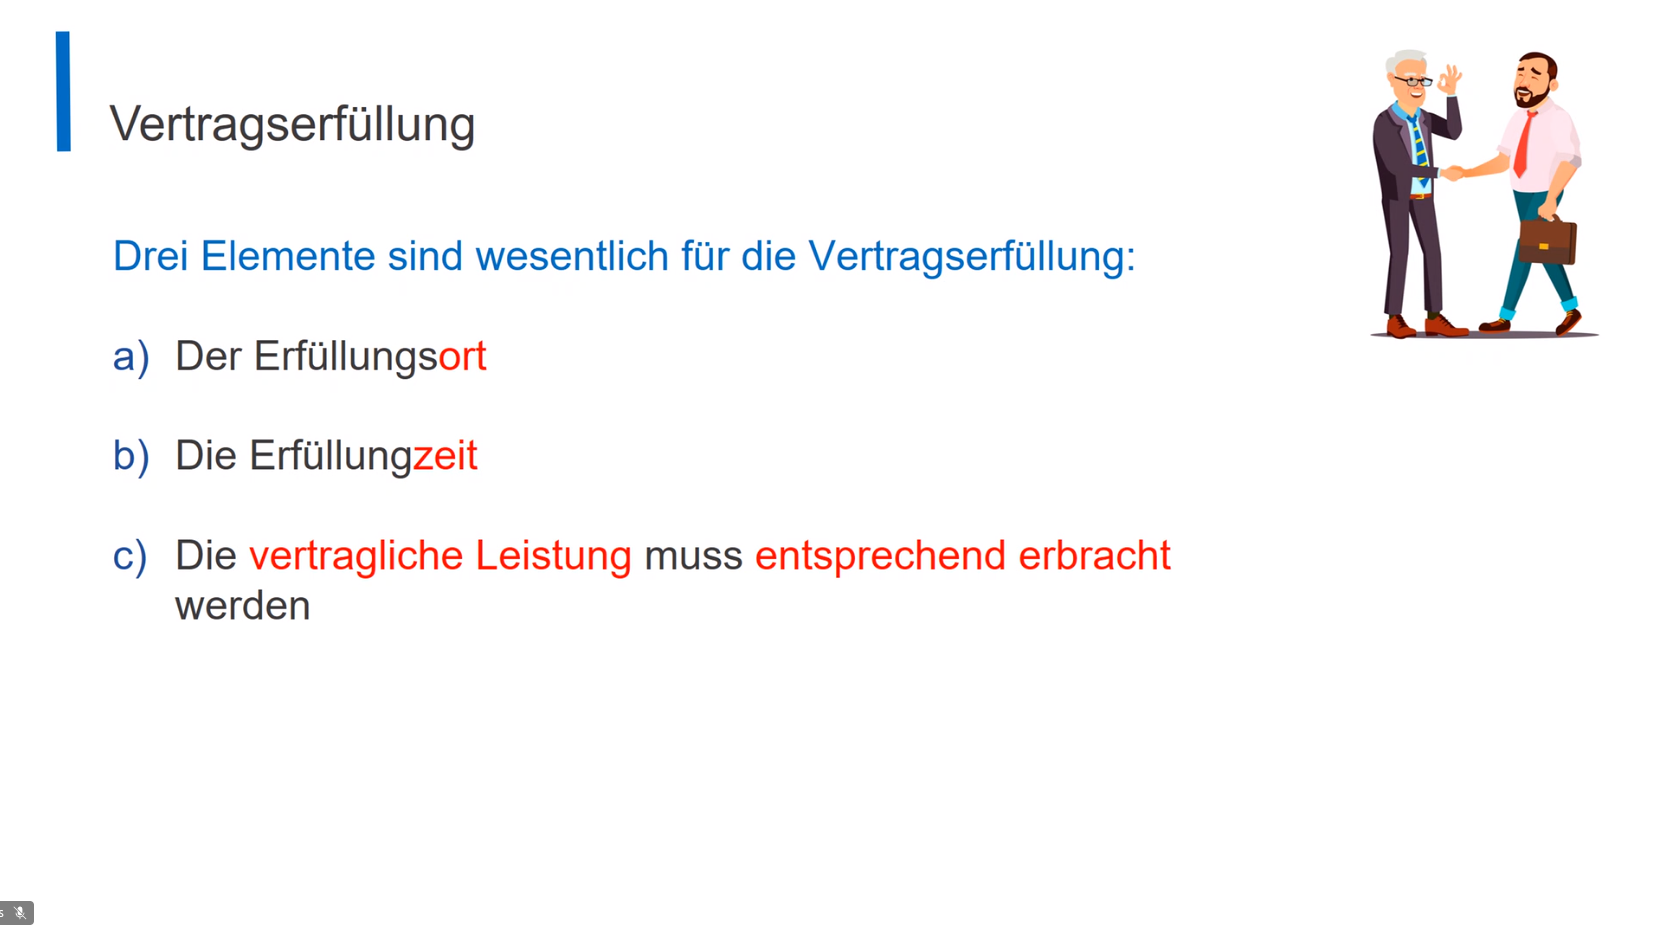 Vertragserfüllung
Drei Elemente sind wesentlich für die Vertragserfüllung:
a) Der Erfüllungsort
b) Die Erfüllungzeit
c) Die vertragliche Leistung muss entsprechend erbracht
werden
s